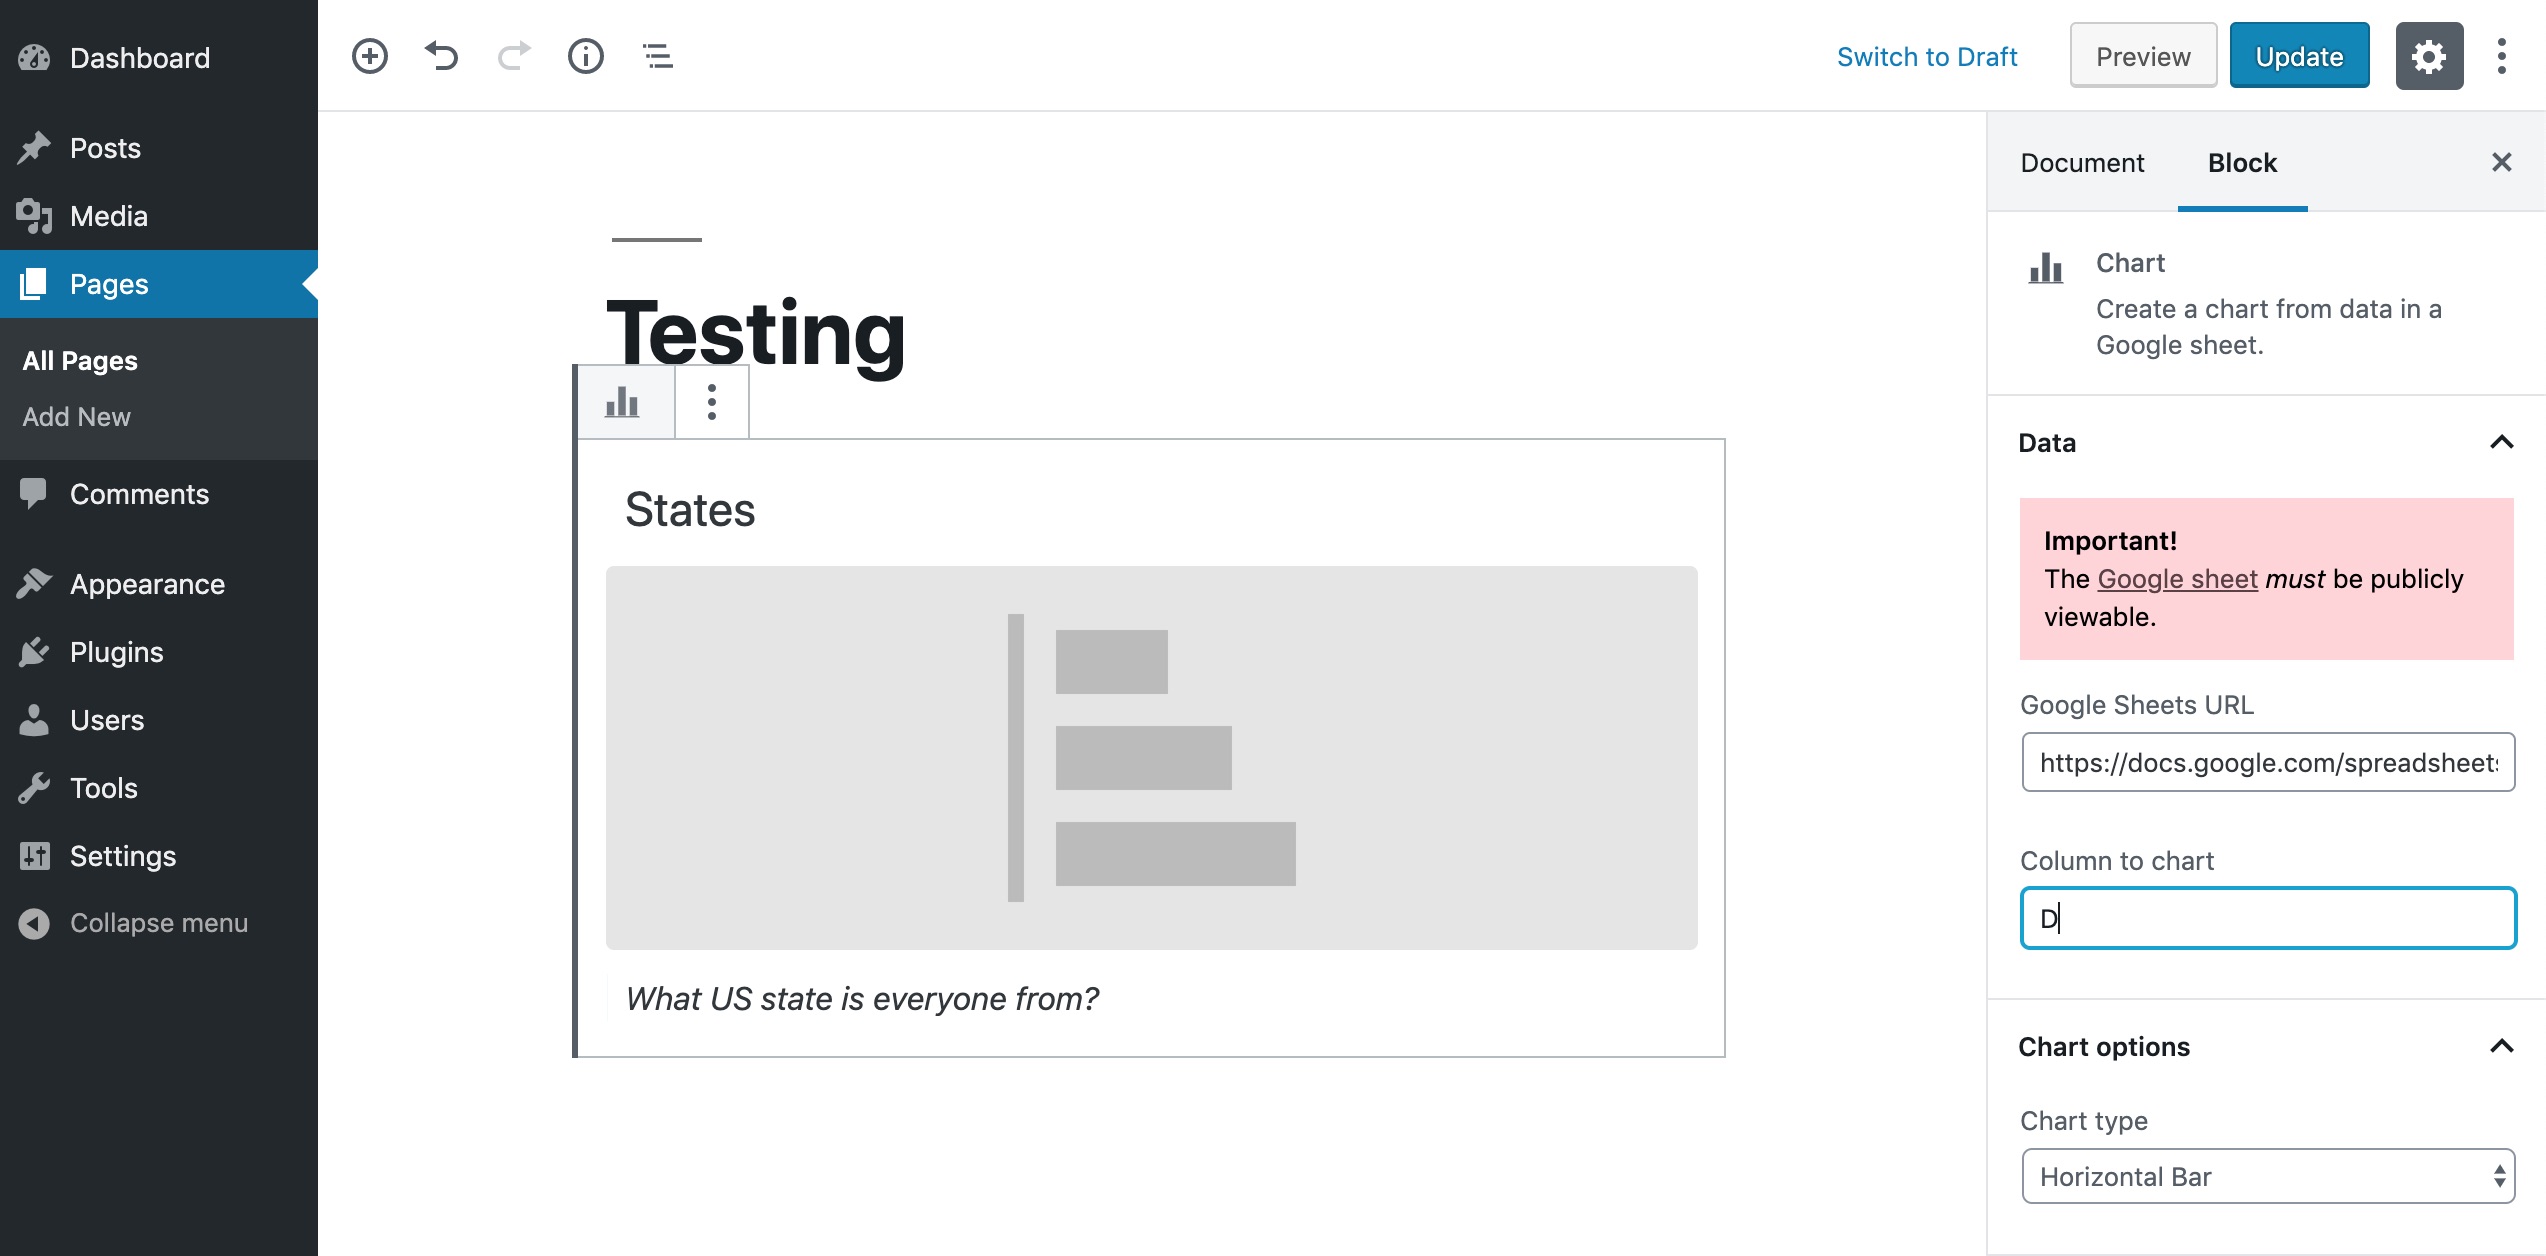 Dashboard
Posts
Media
Pages
All Pages
Add New
Comments
Appearance
Plugins
Users
Tools
Settings
Collapse menu
Switch to Draft
Preview
Update
Testing
States
What US state is everyone from?
Document
Block
Chart
Create a chart from data in a
Google sheet.
Data
Important!
The Google sheet must be publicly
viewable.
Google Sheets URL
https://docs.google.com/spreadsheets
Column to chart
D
Chart options
Chart type
Horizontal Bar